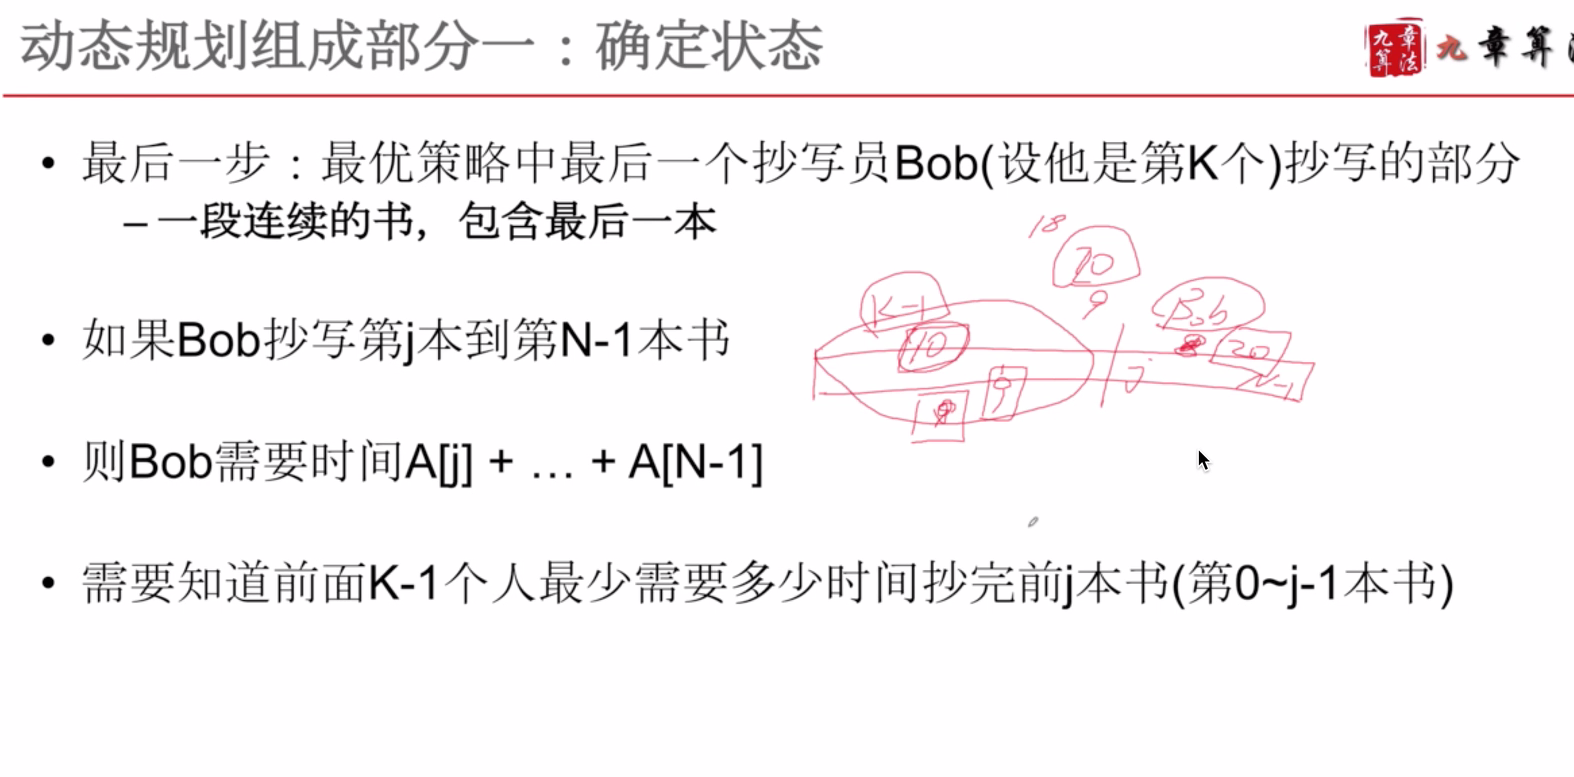 动态规划组成部分一：确定状态
九章算法
九章算
• 最后一步：最优策略中最后一个抄写员Bob(设他是第K个)抄写的部分
– 一段连续的书，包含最后一本
18
10
9
K-1
Bob
• 如果Bob抄写第j本到第N-1本书
10
20
9
j
N-1
• 则Bob需要时间A[j] + … + A[N-1]
• 需要知道前面K-1个人最少需要多少时间抄完前j本书(第0~j-1本书)